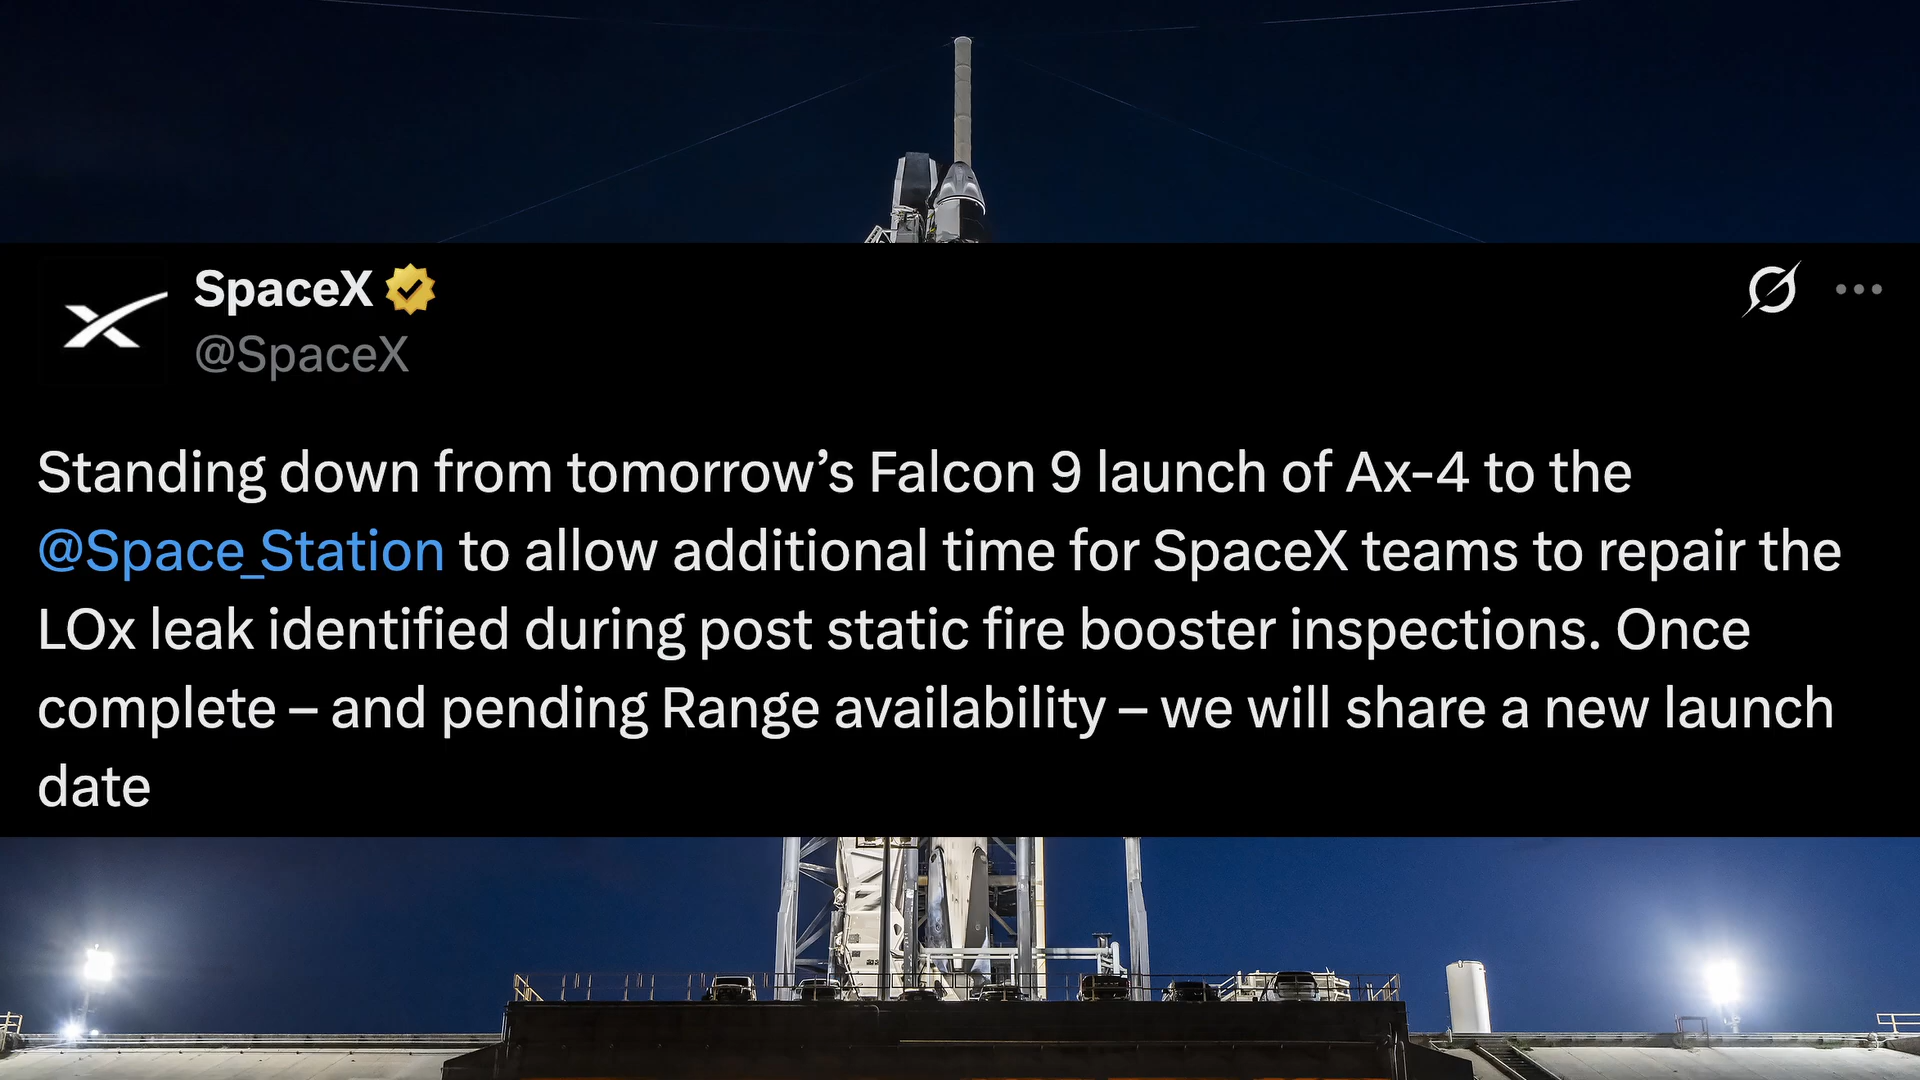 SpaceX
@SpaceX
Standing down from tomorrow’s Falcon 9 launch of Ax-4 to the
@Space_Station to allow additional time for SpaceX teams to repair the
LOx leak identified during post static fire booster inspections. Once
complete – and pending Range availability – we will share a new launch
date